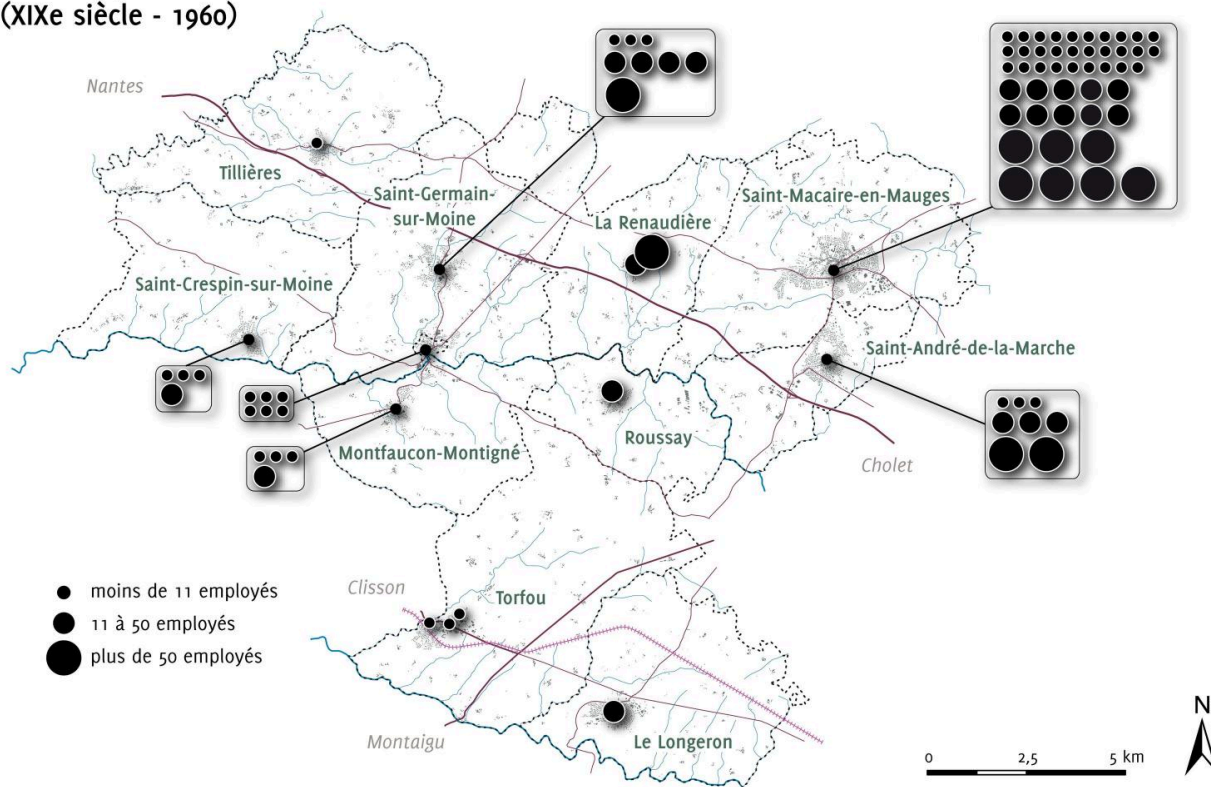 (XIXe siècle - 1960)
Nantes
Tillières
Saint-Germain-
sur-Moine
La Renaudière
Saint-Macaire-en-Mauges
Saint-Crespin-sur-Moine
Saint-André-de-la-Marche
Montfaucon-Montigné
Roussay
Cholet
Clisson
Torfou
moins de 11 employés
11 à 50 employés
plus de 50 employés
Montaigu
Le Longeron
0 2,5 5 km
N